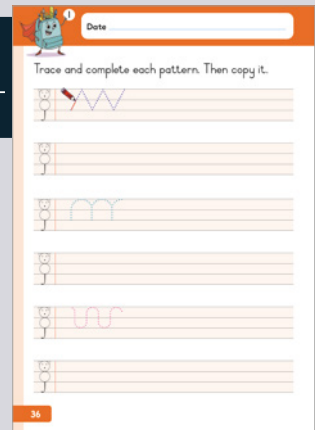 1
Date
Trace and complete each pattern. Then copy it.
36